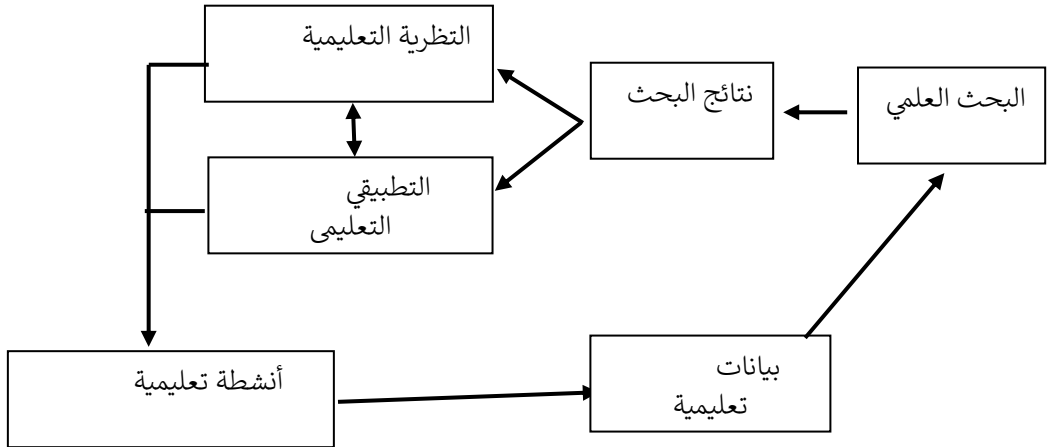 التظرية التعليمية
البحث العلمي
نتائج البحث
التطبيقي
التعليمى
أنشطة تعليمية
بيانات
تعليمية